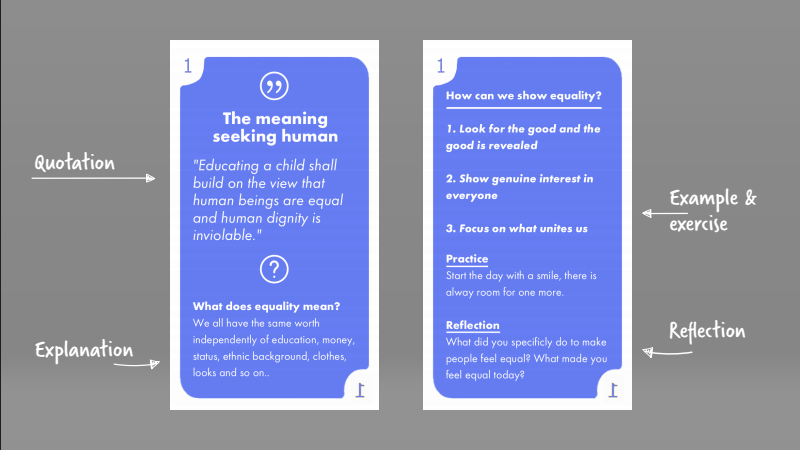 Quotation
Explanation
1
The meaning
seeking human
"Educating a child shall
build on the view that
human beings are equal
and human dignity is
inviolable."
?
What does equality mean?
We all have the same worth
independently of education, money,
status, ethnic background, clothes,
looks and so on..
1
1
How can we show equality?
1. Look for the good and the
good is revealed
2. Show genuine interest in
everyone
3. Focus on what unites us
Practice
Start the day with a smile, there is
alway room for one more.
Reflection
What did you specificly do to make
people feel equal? What made you
feel equal today?
1
Example &
exercise
Reflection